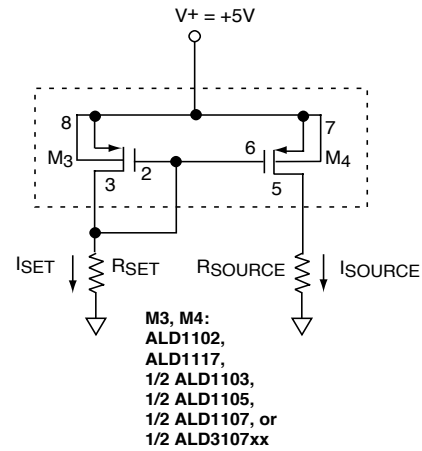 V+ = +5V
8
7
M3
3
2
6
5
M4
ISET
RSET
RSOURCE
ISOURCE
M3, M4:
ALD1102,
ALD1117,
1/2 ALD1103,
1/2 ALD1105,
1/2 ALD1107, or
1/2 ALD3107xx